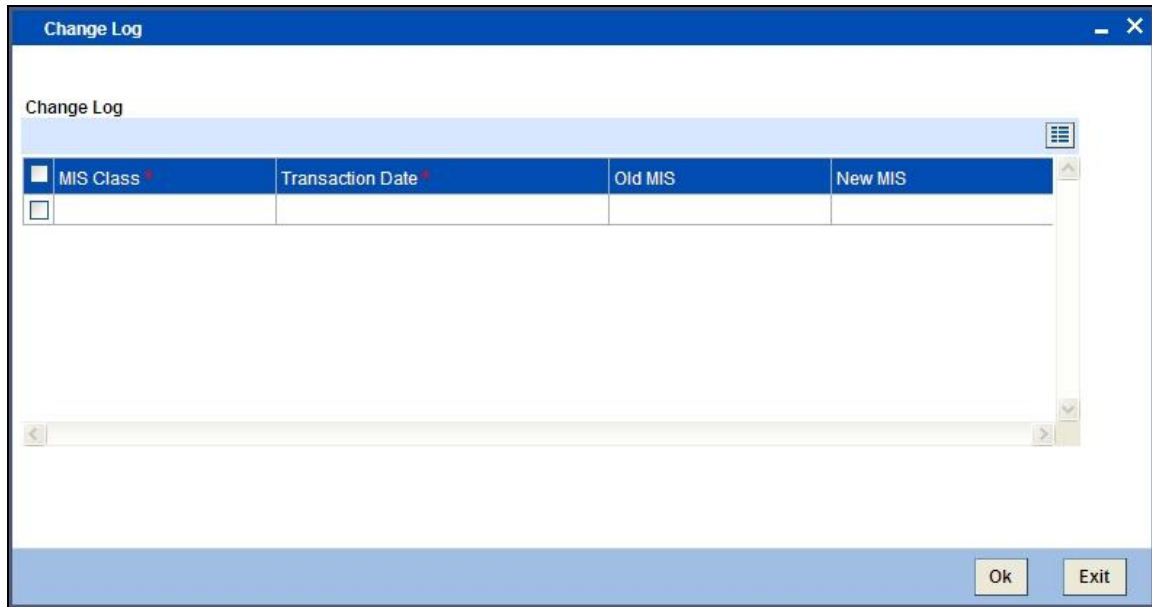 Change Log
Change Log
MIS Class * Transaction Date * Old MIS New MIS
Ok Exit